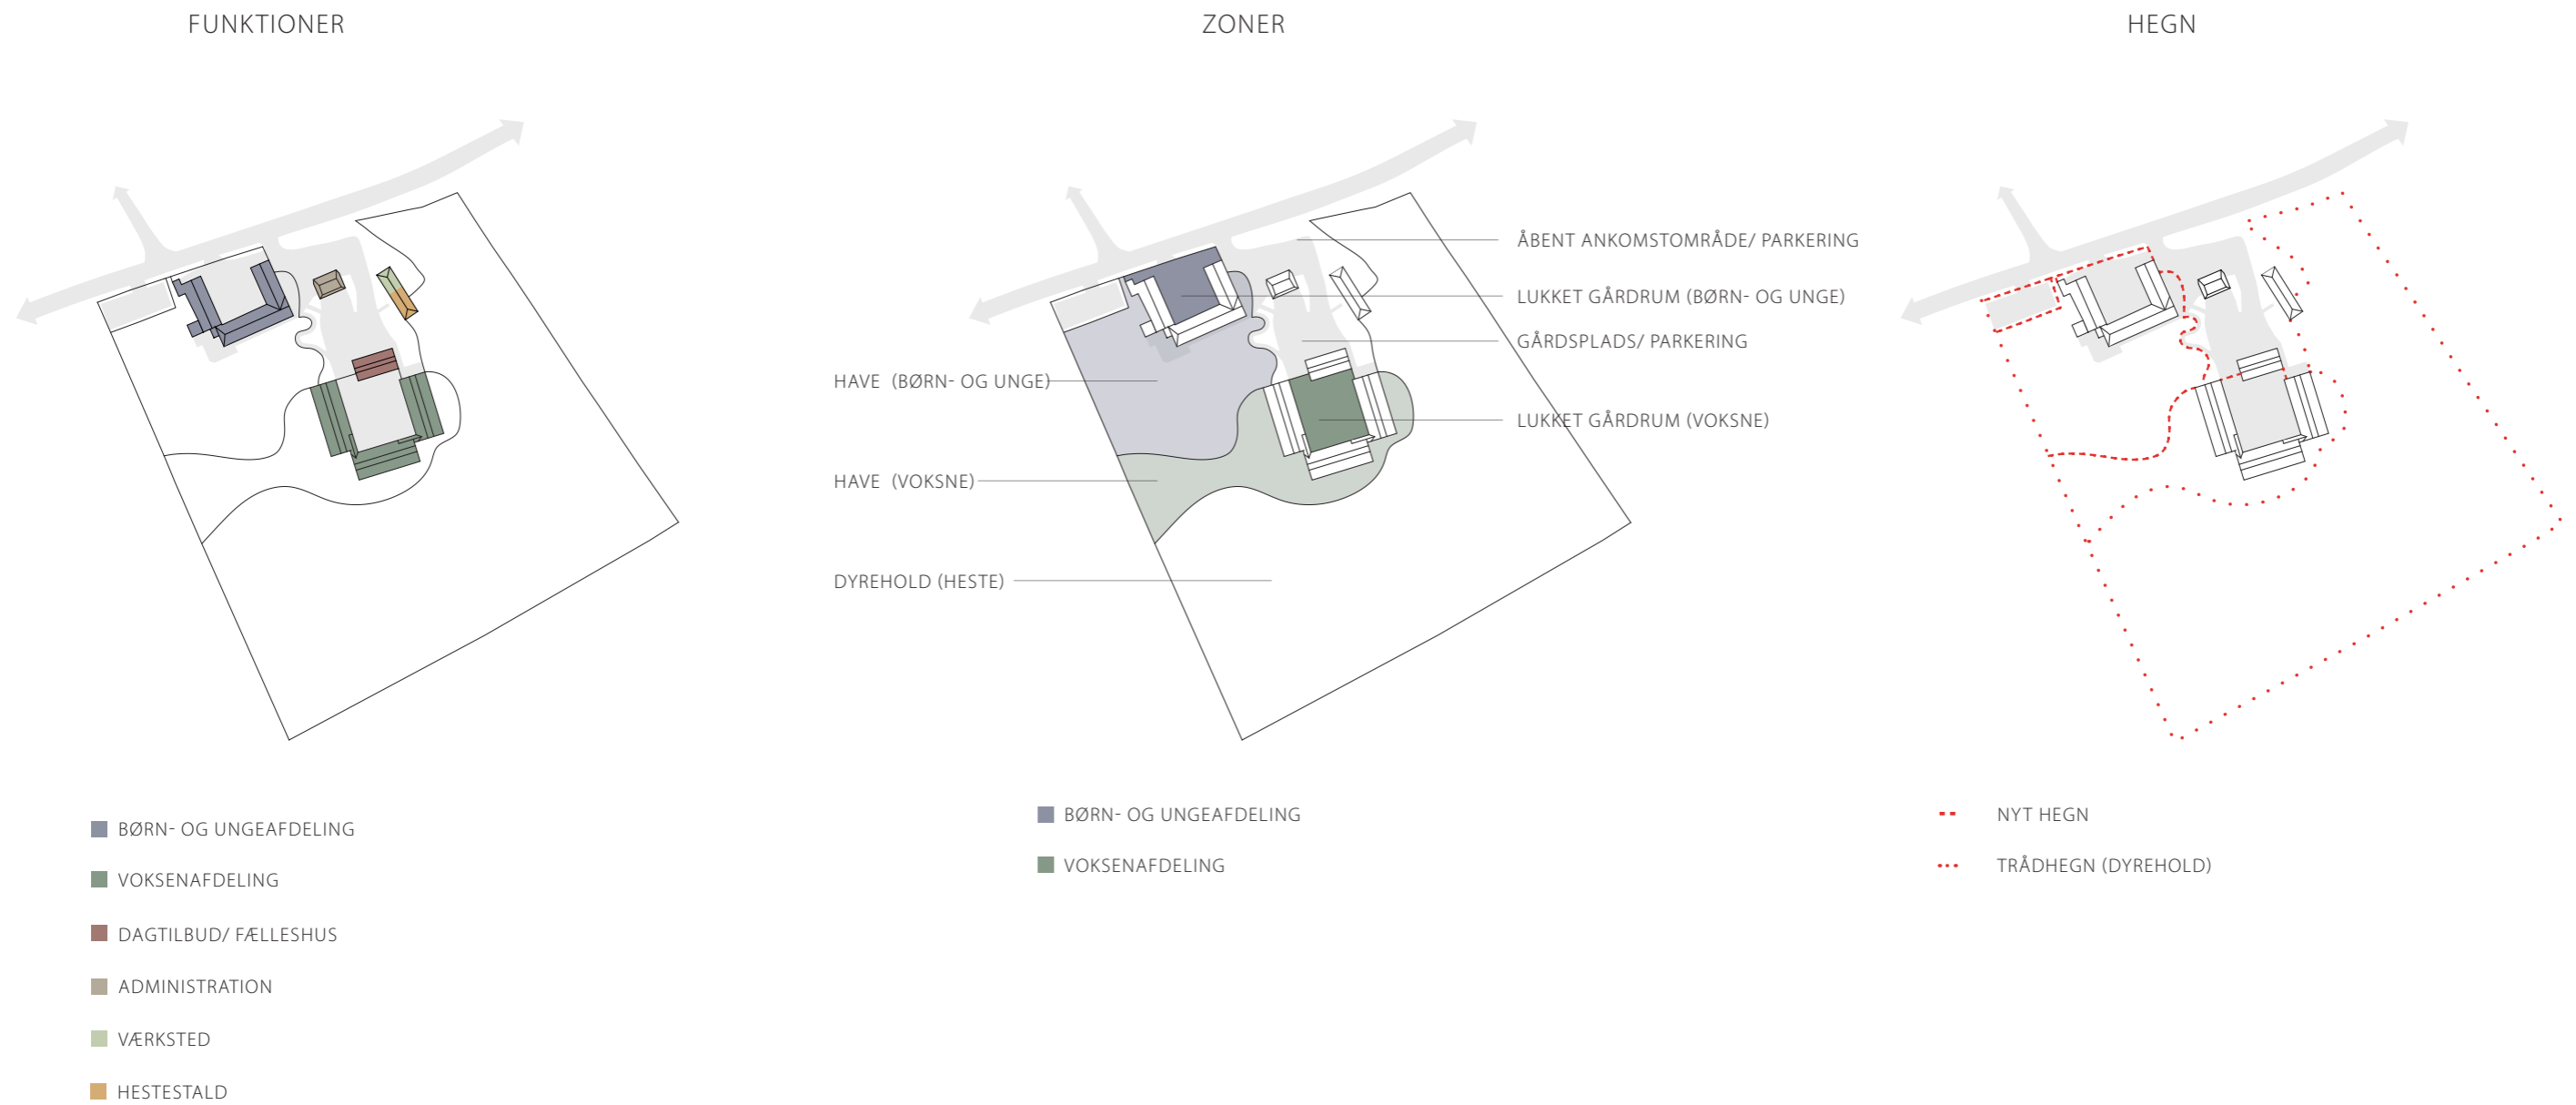 FUNKTIONER
ZONER
HEGN
ÅBENT ANKOMSTOMRÅDE/ PARKERING
LUKKET GÅRDRUM (BØRN- OG UNGE)
GÅRDSPLADS/ PARKERING
HAVE (BØRN- OG UNGE)
LUKKET GÅRDRUM (VOKSNE)
HAVE (VOKSNE)
DYREHOLD (HESTE)
BØRN- OG UNGEAFDELING
VOKSENAFDELING
DAGTILBUD/ FÆLLESHUS
ADMINISTRATION
VÆRKSTED
HESTESTALD
BØRN- OG UNGEAFDELING
VOKSENAFDELING
NYT HEGN
TRÅDHEGN (DYREHOLD)